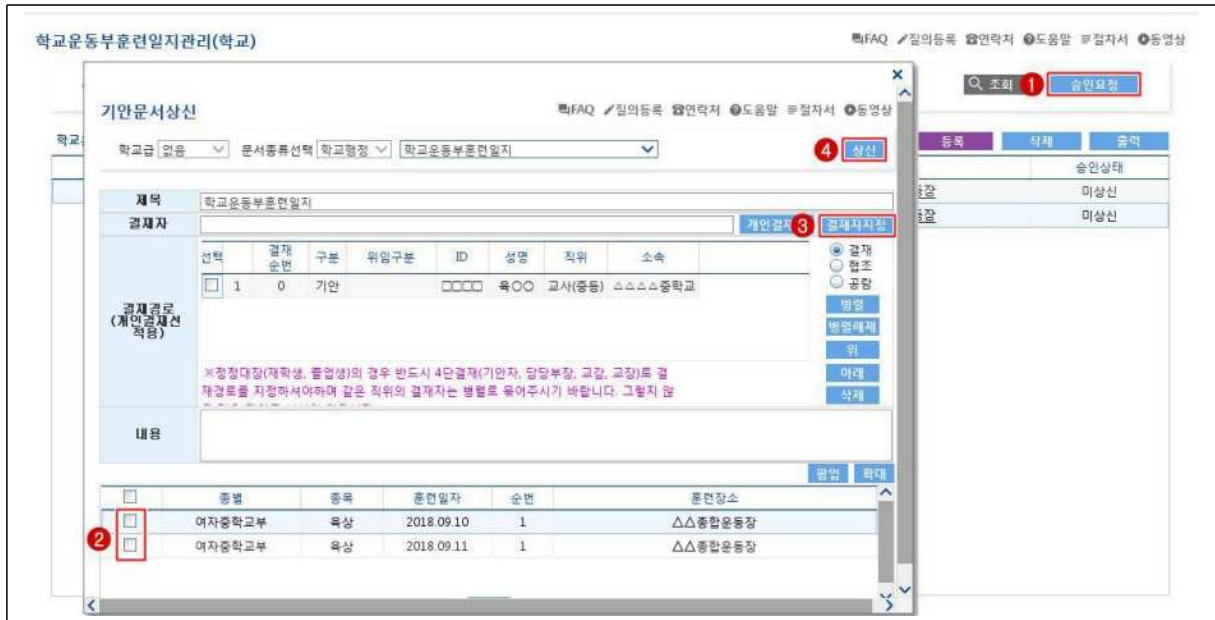 학교운동부훈련일지관리(학교)
FAQ 질의등록 연락처 도움말 절차서 동영상
조회 1 승인요청
기안문서상신
FAQ 질의등록 연락처 도움말 절차서 동영상
학교
학교급 없음 문서종류선택 학교행정 학교운동부훈련일지 4 상신
등록 삭제 출력
승인상태
미상신
미상신
제목 학교운동부훈련일지
결재자 3 결재자지정
선택 결재순번 구분 위임구분 ID 성명 직위 소속
1 0 기안 □□□□ 육○○ 교사(중등) △△△△중학교
결재
협조
공람
병렬
병렬해제
위
아래
삭제
결재경로
(개인결재선
적용)
※정정대장(재학생, 졸업생)의 경우 반드시 4단결재(기안자, 담당부장, 교감, 교장)로 결
재경로를 지정하셔야하며 같은 직위의 결재자는 병렬로 묶어주시기 바랍니다. 그렇지 않
내용
팝업 확대
종별 종목 훈련일자 순번 훈련장소
여자중학교부 육상 2018.09.10 1 △△종합운동장
2 여자중학교부 육상 2018.09.11 1 △△종합운동장